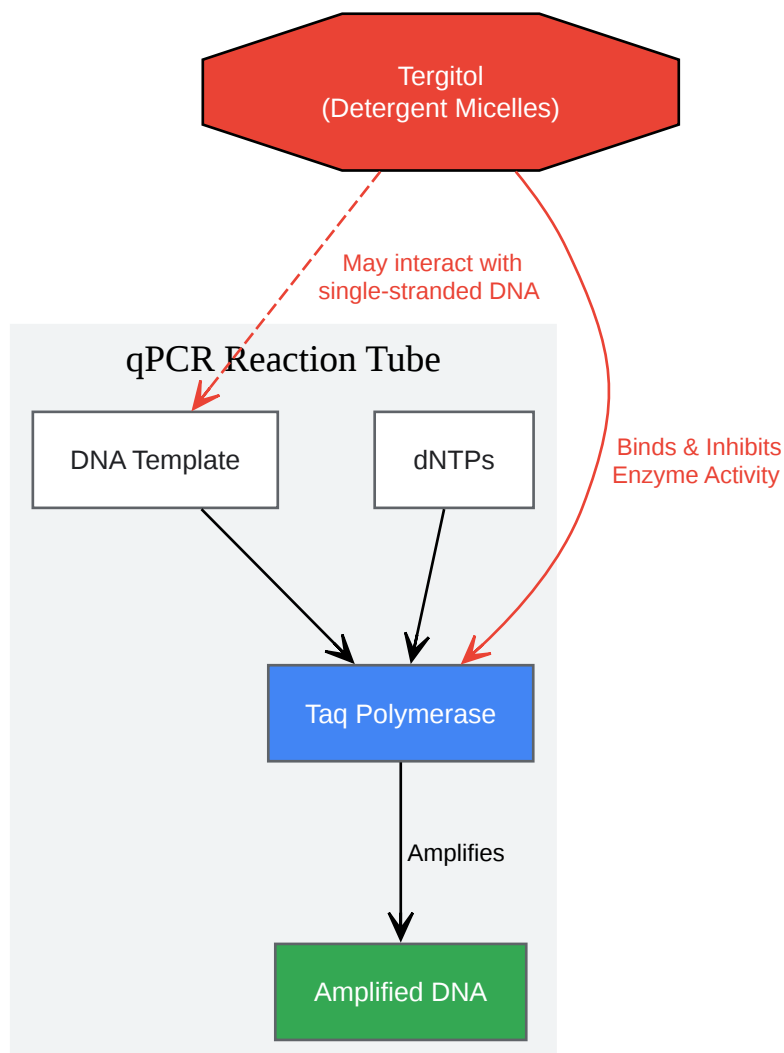 Tergitol
(Detergent Micelles)
May interact with
single-stranded DNA
qPCR Reaction Tube
DNA Template
dNTPs
Binds & Inhibits
Enzyme Activity
Taq Polymerase
Amplifies
Amplified DNA